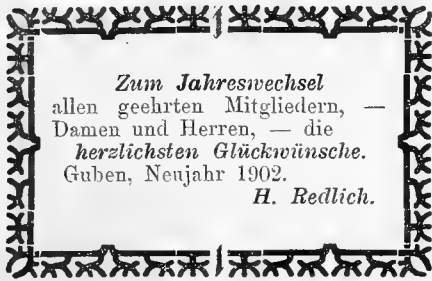 Zum Jahreswechsel
allen geehrten Mitgliedern, —
Damen und Herren, — die
herzlichsten Glückwünsche.
Guben, Neujahr 1902.
H. Redlich.